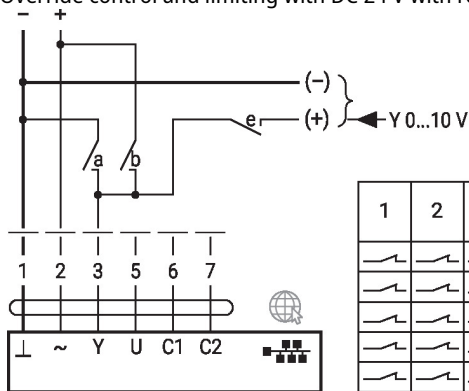 Override control and limiting with DC 24 V with
− +
(−)
e (+) Y 0...10 V
a b
1 2
1 2 3 5 6 7
⊥ ~ Y U C1 C2